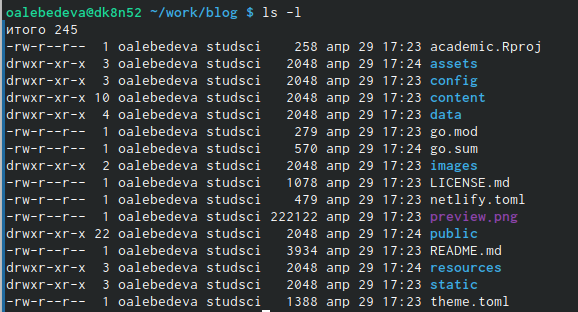 oalebedeva@dk8n52 ~/work/blog $ ls -l
итого 245
-rw-r--r-- 1 oalebedeva studsci 258 апр 29 17:23 academic.Rproj
drwxr-xr-x 3 oalebedeva studsci 2048 апр 29 17:24 assets
drwxr-xr-x 3 oalebedeva studsci 2048 апр 29 17:23 config
drwxr-xr-x 10 oalebedeva studsci 2048 апр 29 17:23 content
drwxr-xr-x 4 oalebedeva studsci 2048 апр 29 17:23 data
-rw-r--r-- 1 oalebedeva studsci 279 апр 29 17:23 go.mod
-rw-r--r-- 1 oalebedeva studsci 570 апр 29 17:24 go.sum
drwxr-xr-x 2 oalebedeva studsci 2048 апр 29 17:23 images
-rw-r--r-- 1 oalebedeva studsci 1078 апр 29 17:23 LICENSE.md
-rw-r--r-- 1 oalebedeva studsci 479 апр 29 17:23 netlify.toml
-rw-r--r-- 1 oalebedeva studsci 222122 апр 29 17:23 preview.png
drwxr-xr-x 22 oalebedeva studsci 2048 апр 29 17:24 public
-rw-r--r-- 1 oalebedeva studsci 3934 апр 29 17:23 README.md
drwxr-xr-x 3 oalebedeva studsci 2048 апр 29 17:24 resources
drwxr-xr-x 3 oalebedeva studsci 2048 апр 29 17:23 static
-rw-r--r-- 1 oalebedeva studsci 1388 апр 29 17:23 theme.toml